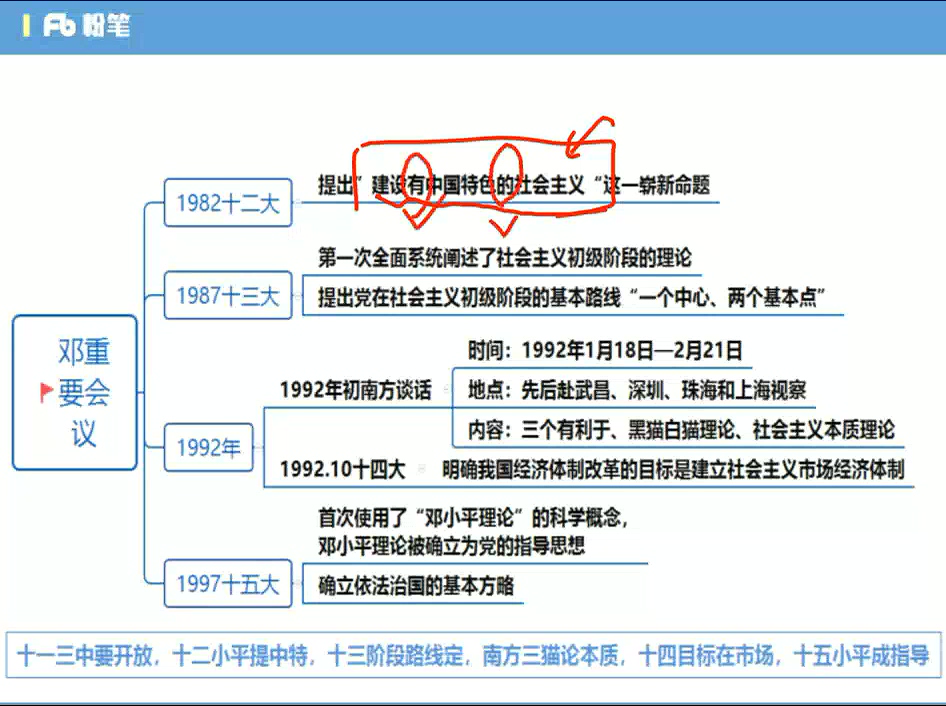 Fb 粉笔
邓重
要会
议
1982十二大
提出”建设有中国特色的社会主义“这一崭新命题
1987十三大
第一次全面系统阐述了社会主义初级阶段的理论
提出党在社会主义初级阶段的基本路线“一个中心、两个基本点”
1992年
1992年初南方谈话
时间：1992年1月18日—2月21日
地点：先后赴武昌、深圳、珠海和上海视察
内容：三个有利于、黑猫白猫理论、社会主义本质理论
1992.10十四大
明确我国经济体制改革的目标是建立社会主义市场经济体制
1997十五大
首次使用了“邓小平理论”的科学概念，
邓小平理论被确立为党的指导思想
确立依法治国的基本方略
十一三中要开放，十二小平提中特，十三阶段路线定，南方三猫论本质，十四目标在市场，十五小平成指导